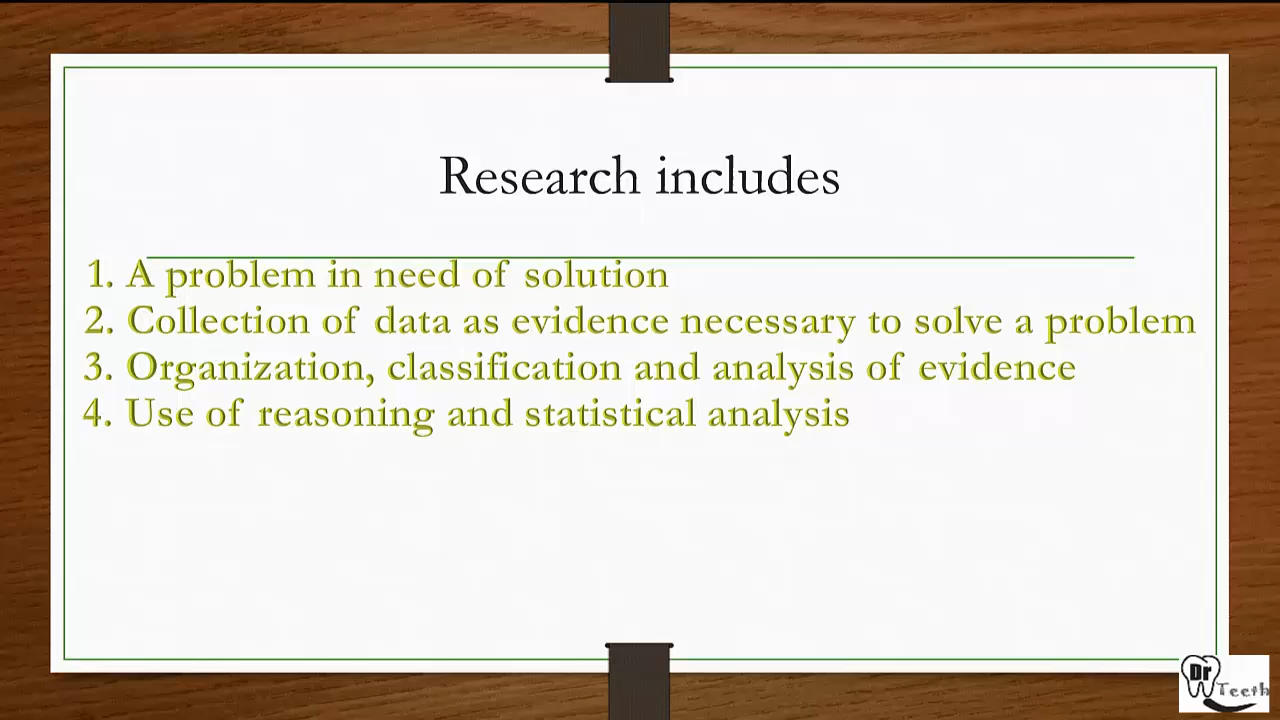 Research includes
1. A problem in need of solution
2. Collection of data as evidence necessary to solve a problem
3. Organization, classification and analysis of evidence
4. Use of reasoning and statistical analysis
Dr
Teeth